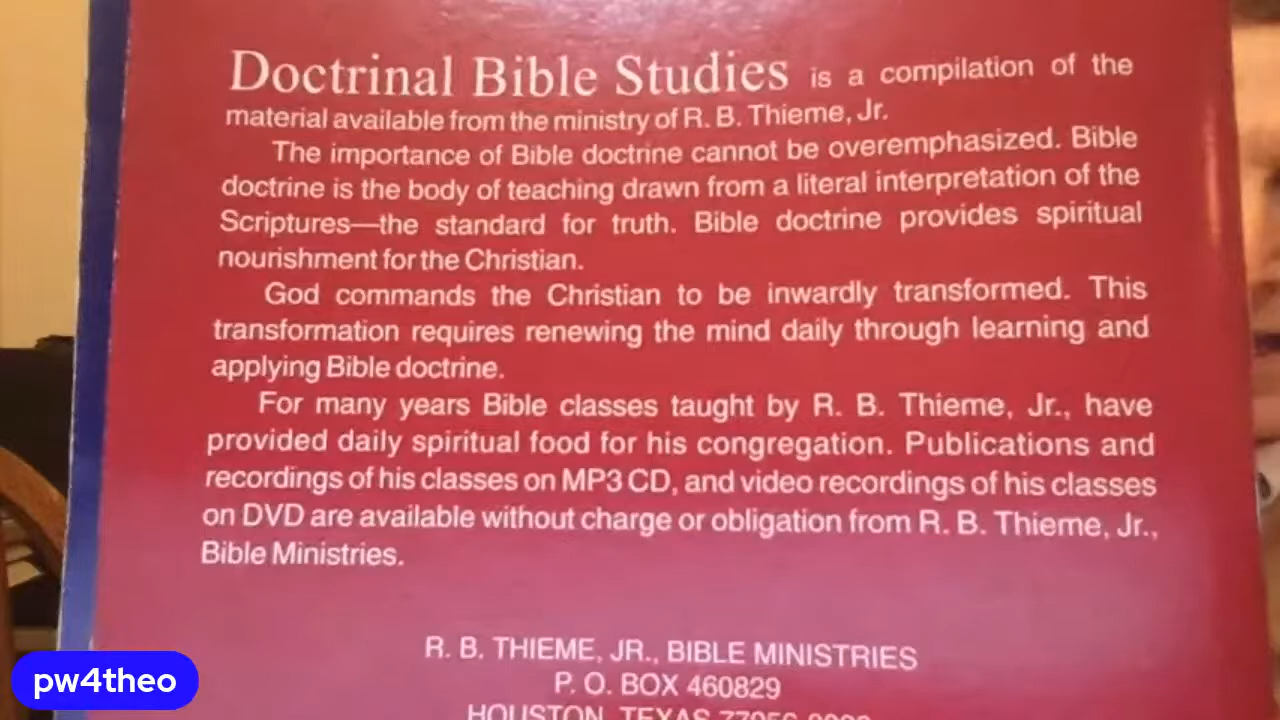 Doctrinal Bible Studies is a compilation of the
material available from the ministry of R. B. Thieme, Jr.
The importance of Bible doctrine cannot be overemphasized. Bible
doctrine is the body of teaching drawn from a literal interpretation of the
Scriptures—the standard for truth. Bible doctrine provides spiritual
nourishment for the Christian.
God commands the Christian to be inwardly transformed. This
transformation requires renewing the mind daily through learning and
applying Bible doctrine.
For many years Bible classes taught by R. B. Thieme, Jr., have
provided daily spiritual food for his congregation. Publications and
recordings of his classes on MP3 CD, and video recordings of his classes
on DVD are available without charge or obligation from R. B. Thieme, Jr.,
Bible Ministries.
R. B. THIEME, JR., BIBLE MINISTRIES
P. O. BOX 460829
HOUSTON, TEXAS
pw4theo